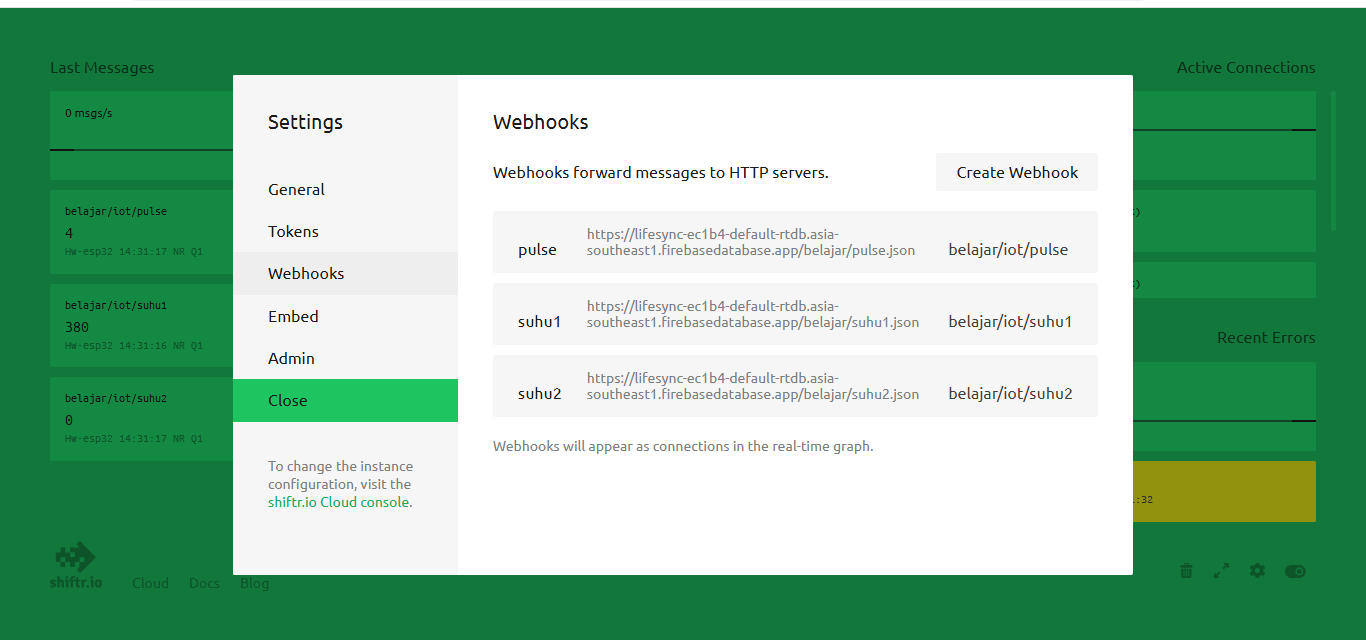 Last Messages
0 msgs/s
belajar/iot/pulse
4
Hw-esp32 14:31:17 NR Q1
belajar/iot/suhu1
380
Hw-esp32 14:31:16 NR Q1
belajar/iot/suhu2
0
Hw-esp32 14:31:17 NR Q1
shiftr.io
Cloud Docs Blog
Settings
General
Tokens
Webhooks
Embed
Admin
Close
To change the instance
configuration, visit the
shiftr.io Cloud console.
Webhooks
Webhooks forward messages to HTTP servers.
Create Webhook
pulse
https://lifesync-ec1b4-default-rtdb.asia-
southeast1.firebasedatabase.app/belajar/pulse.json
belajar/iot/pulse
suhu1
https://lifesync-ec1b4-default-rtdb.asia-
southeast1.firebasedatabase.app/belajar/suhu1.json
belajar/iot/suhu1
suhu2
https://lifesync-ec1b4-default-rtdb.asia-
southeast1.firebasedatabase.app/belajar/suhu2.json
belajar/iot/suhu2
Webhooks will appear as connections in the real-time graph.
Active Connections
Recent Errors
:32